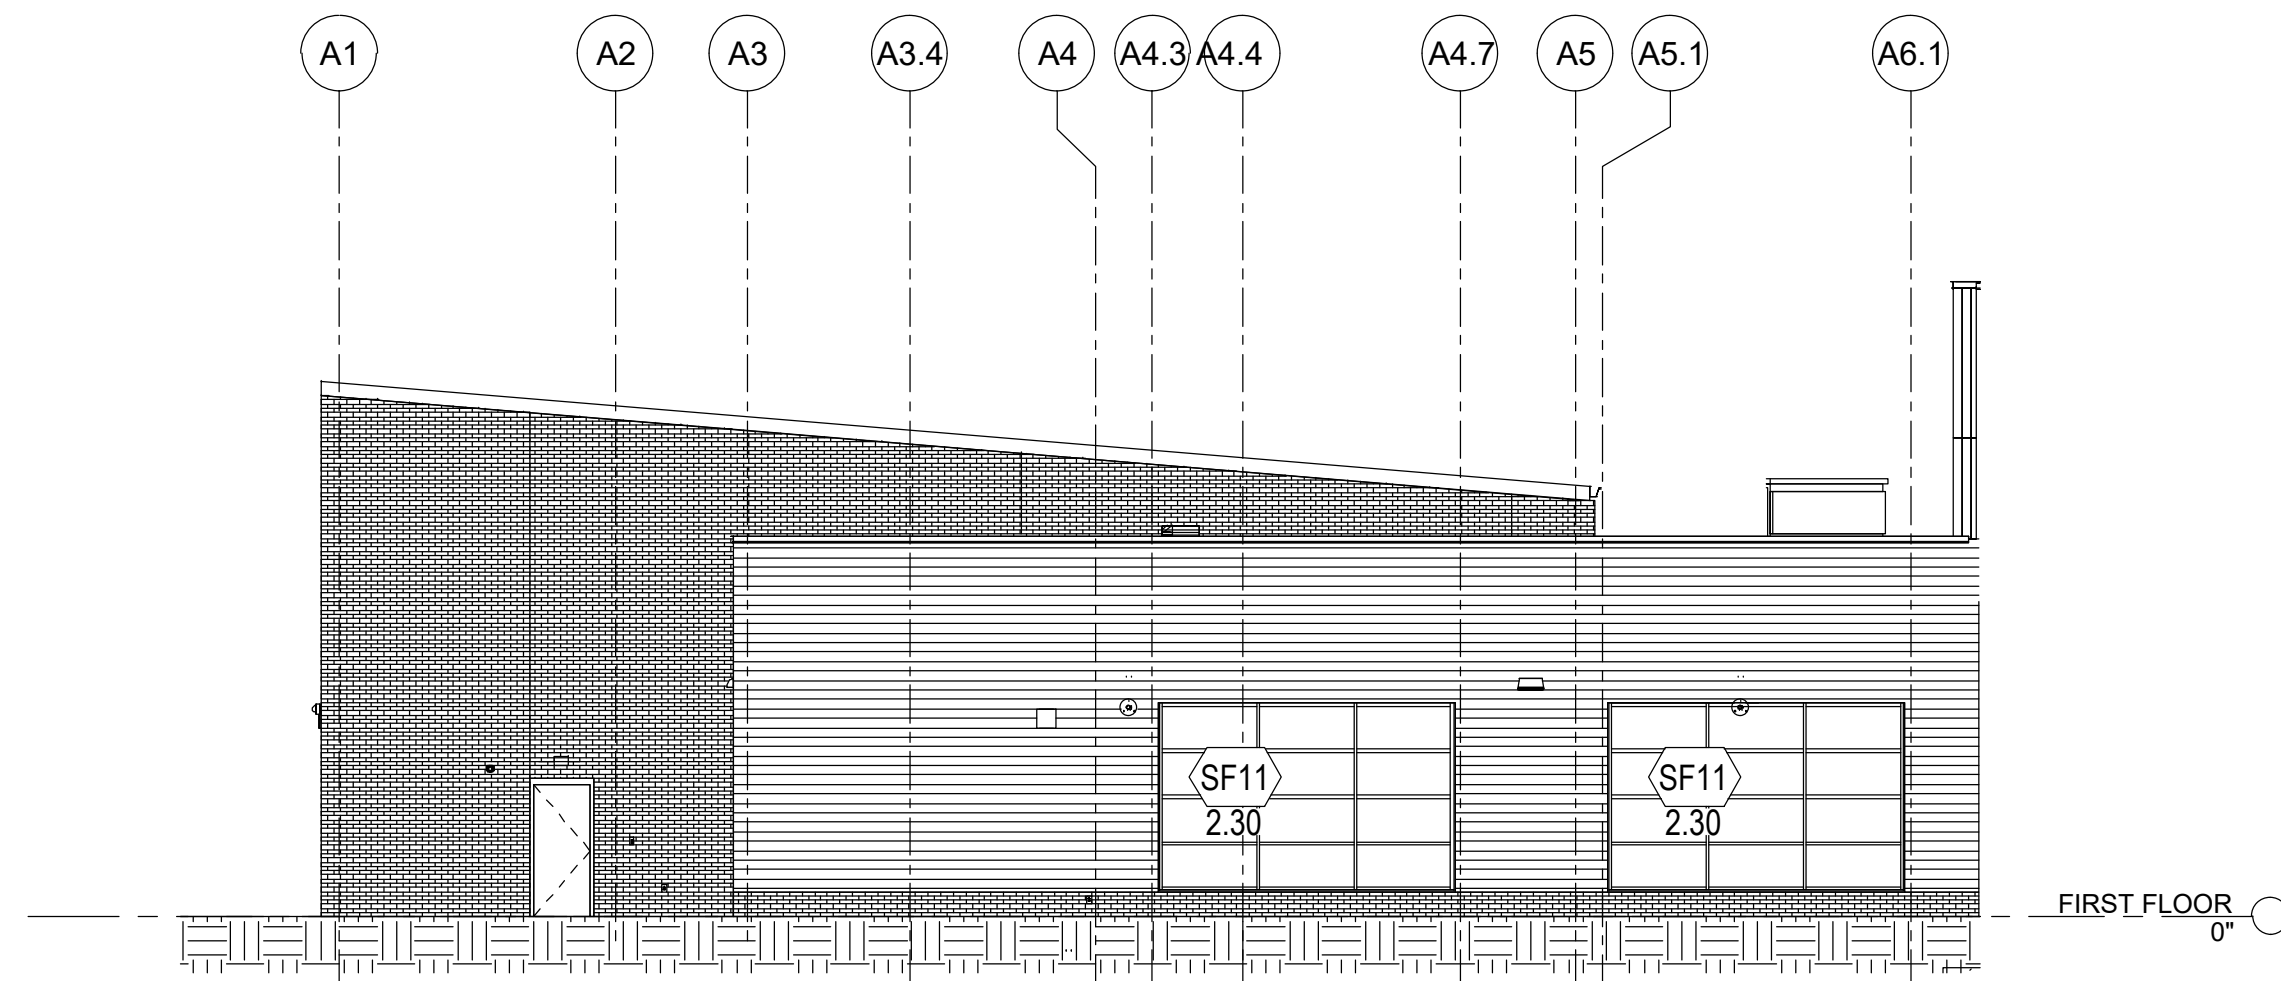 A1 A2 A3 A3.4 A4 A4.3 A4.4 A4.7 A5 A5.1 A6.1
SF11 SF11
2.30 2.30
FIRST FLOOR
0"